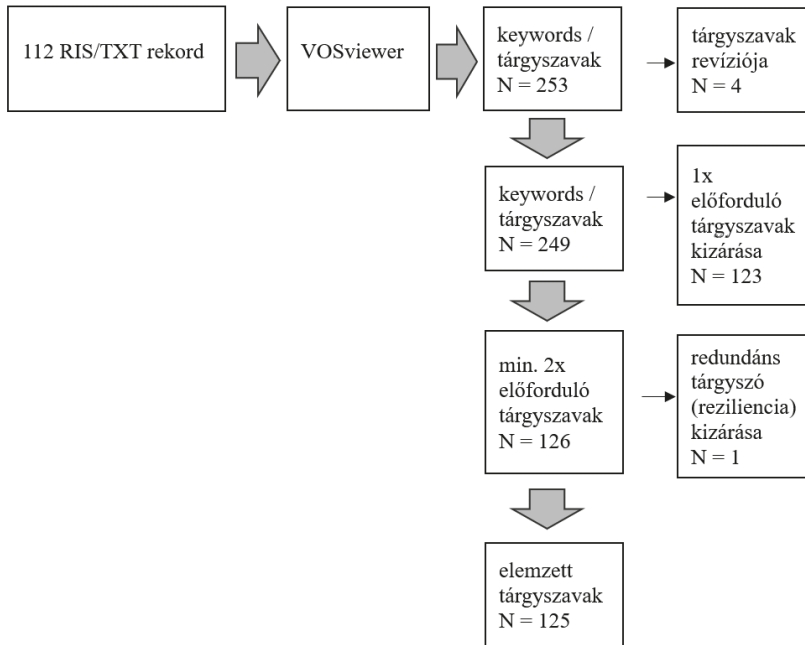 112 RIS/TXT rekord
VOSviewer
keywords /
tárgyszavak
N = 253
tárgyszavak
revíziója
N = 4
keywords /
tárgyszavak
N = 249
1x
előforduló
tárgyszavak
kizárása
N = 123
min. 2x
előforduló
tárgyszavak
N = 126
redundáns
tárgyszó
(reziliencia)
kizárása
N = 1
elemzett
tárgyszavak
N = 125